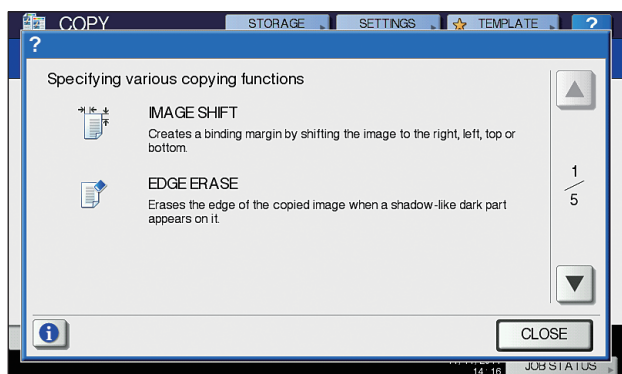 COPY
STORAGE
SETTINGS
TEMPLATE
?
?
Specifying various copying functions
IMAGE SHIFT
Creates a binding margin by shifting the image to the right, left, top or
bottom.
EDGE ERASE
Erases the edge of the copied image when a shadow-like dark part
appears on it.
1
5
CLOSE
14:16
JOB STATUS